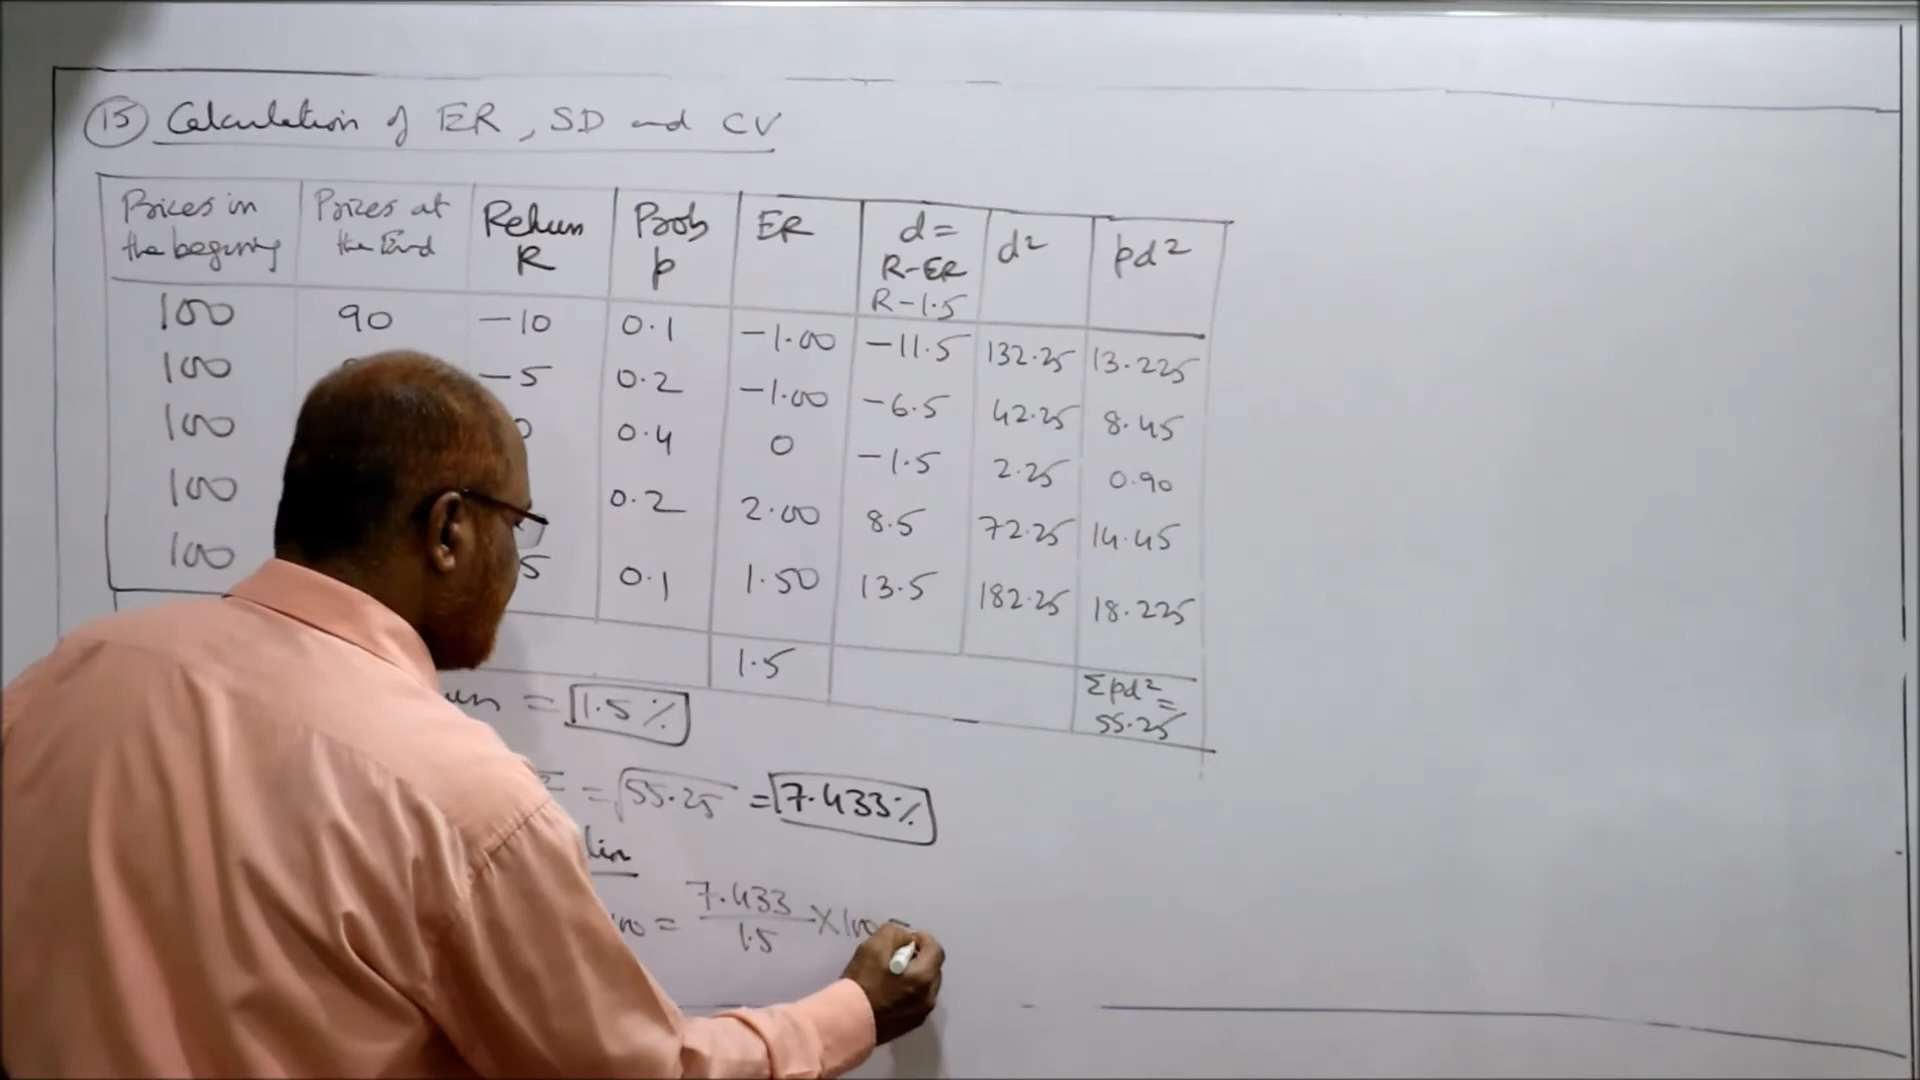 15 Calculation of ER, SD and CV
Prices in the begining Prizes at the End Return R Prob p ER d= R-ER R-1.5 d² pd²
100 90 -10 0.1 -1.00 -11.5 132.25 13.225
100 -5 0.2 -1.00 -6.5 42.25 8.45
100 0 0.4 0 -1.5 2.25 0.90
100 0.2 2.00 8.5 72.25 14.45
100 5 0.1 1.50 13.5 182.25 18.225
1.5 Σpd² = 55.25
= 1.5%
= √55.25 = 7.433%
= 7.433/1.5 × 100 =